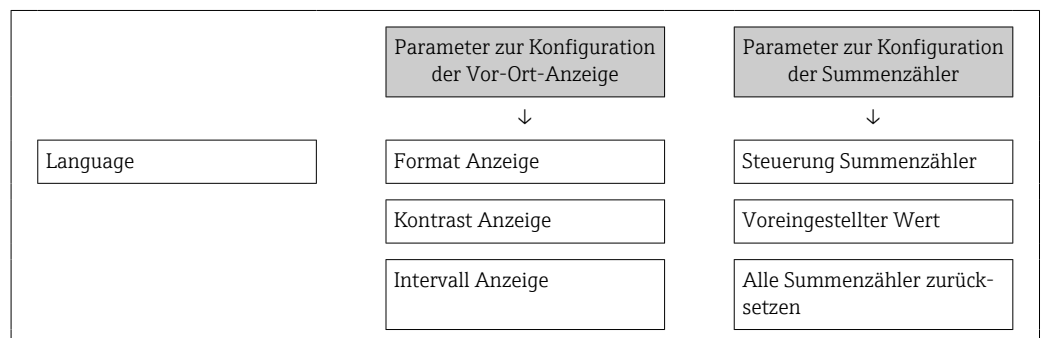 Parameter zur Konfiguration
der Vor-Ort-Anzeige
Parameter zur Konfiguration
der Summenzähler
↓
↓
Language
Format Anzeige
Steuerung Summenzähler
Kontrast Anzeige
Voreingestellter Wert
Intervall Anzeige
Alle Summenzähler zurück-
setzen